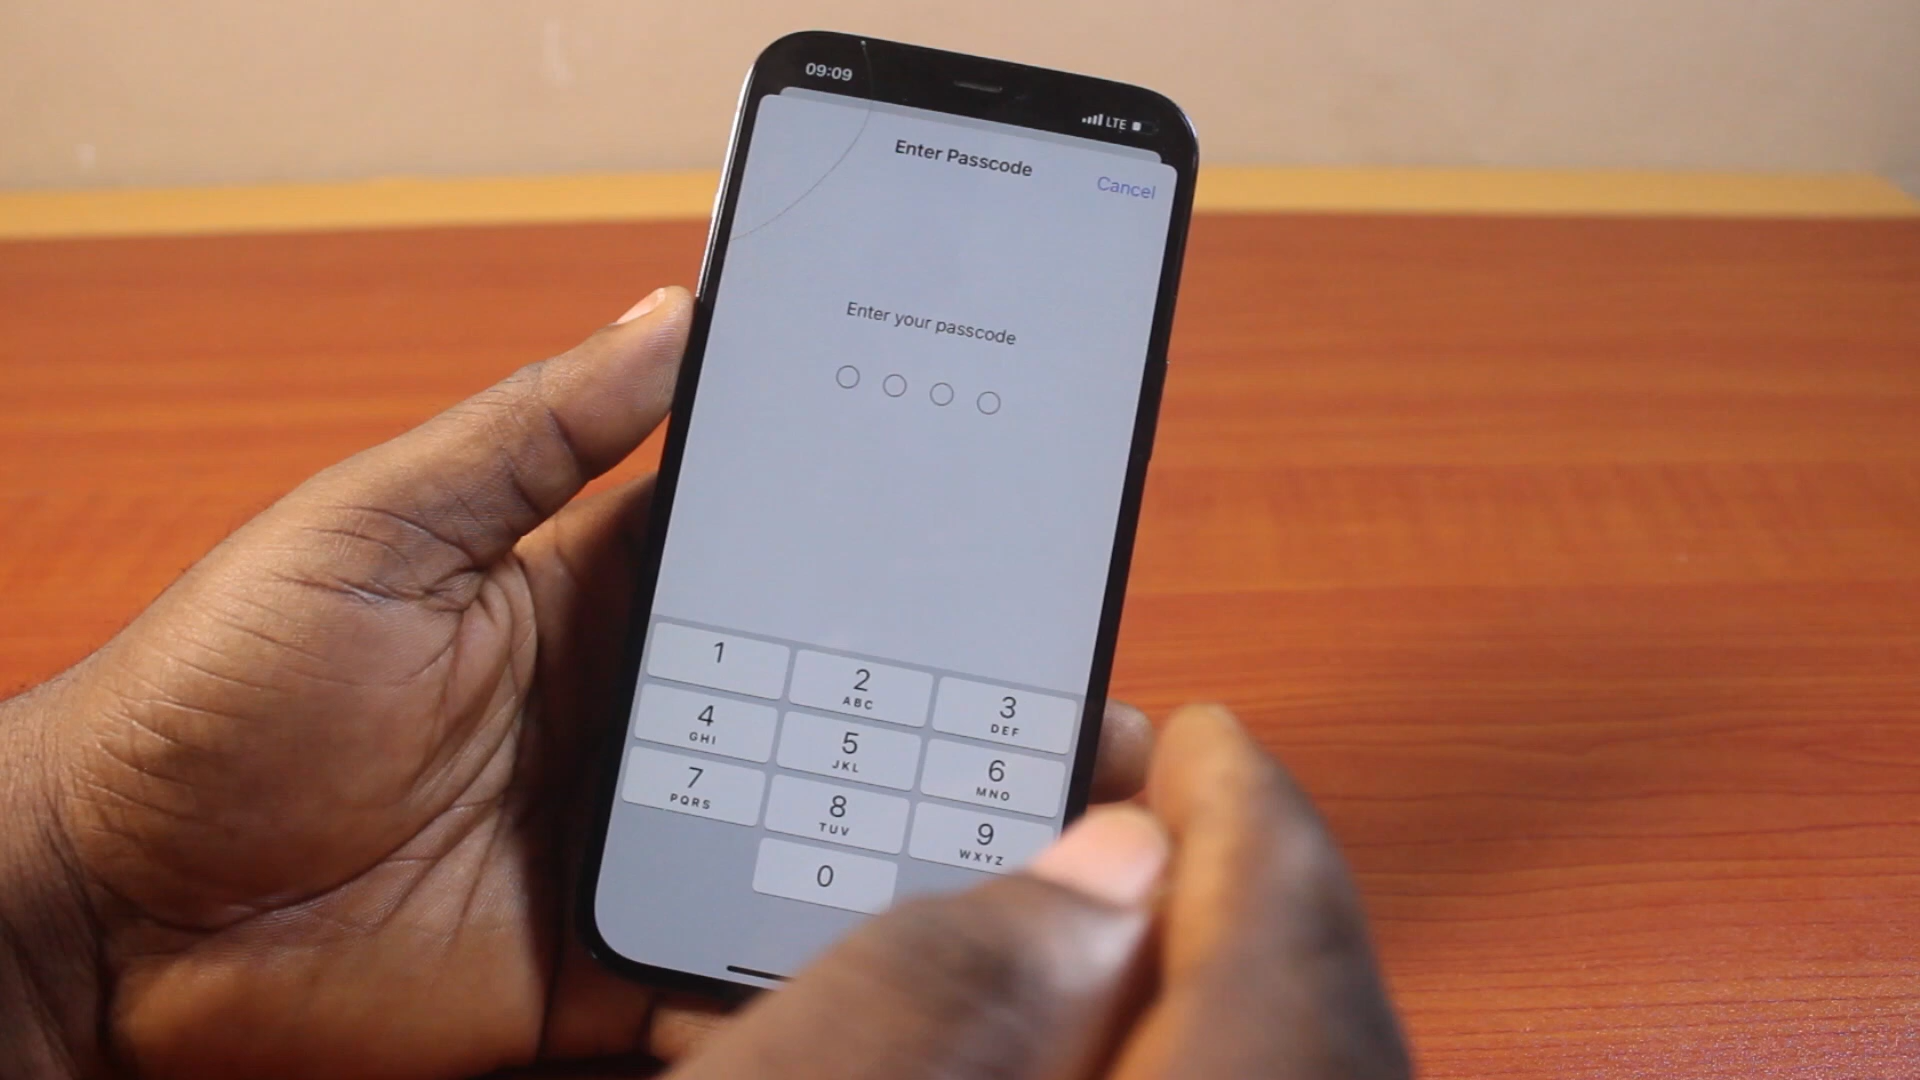 09:09
LTE
Enter Passcode
Cancel
Enter your passcode
1
2
ABC
3
DEF
4
GHI
5
JKL
6
MNO
7
PQRS
8
TUV
9
WXYZ
0